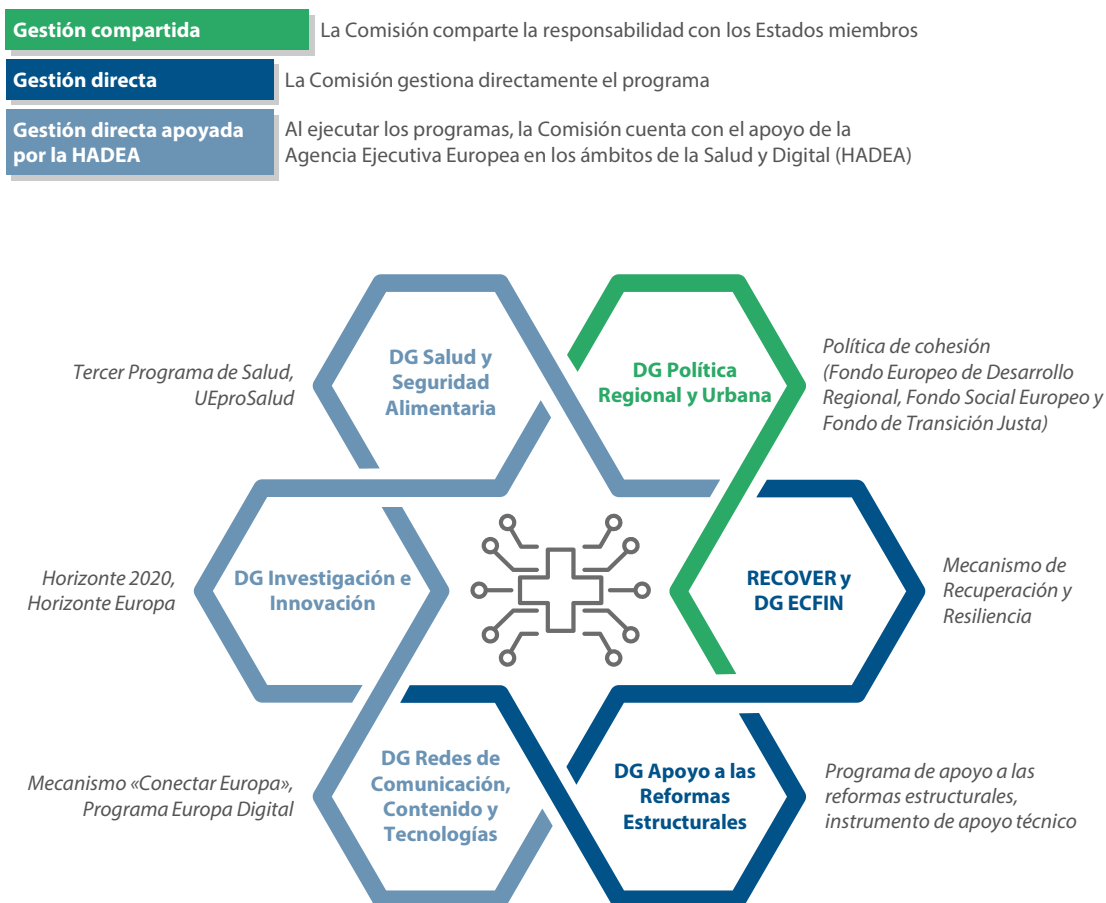 Gestión compartida
La Comisión comparte la responsabilidad con los Estados miembros
Gestión directa
La Comisión gestiona directamente el programa
Gestión directa apoyada
por la HADEA
Al ejecutar los programas, la Comisión cuenta con el apoyo de la
Agencia Ejecutiva Europea en los ámbitos de la Salud y Digital (HADEA)
Tercer Programa de Salud,
UEproSalud
DG Salud y
Seguridad
Alimentaria
DG Política
Regional y Urbana
Política de cohesión
(Fondo Europeo de Desarrollo
Regional, Fondo Social Europeo y
Fondo de Transición Justa)
Horizonte 2020,
Horizonte Europa
DG Investigación e
Innovación
RECOVER y
DG ECFIN
Mecanismo de
Recuperación y
Resiliencia
Mecanismo «Conectar Europa»,
Programa Europa Digital
DG Redes de
Comunicación,
Contenido y
Tecnologías
DG Apoyo a las
Reformas
Estructurales
Programa de apoyo a las
reformas estructurales,
instrumento de apoyo técnico